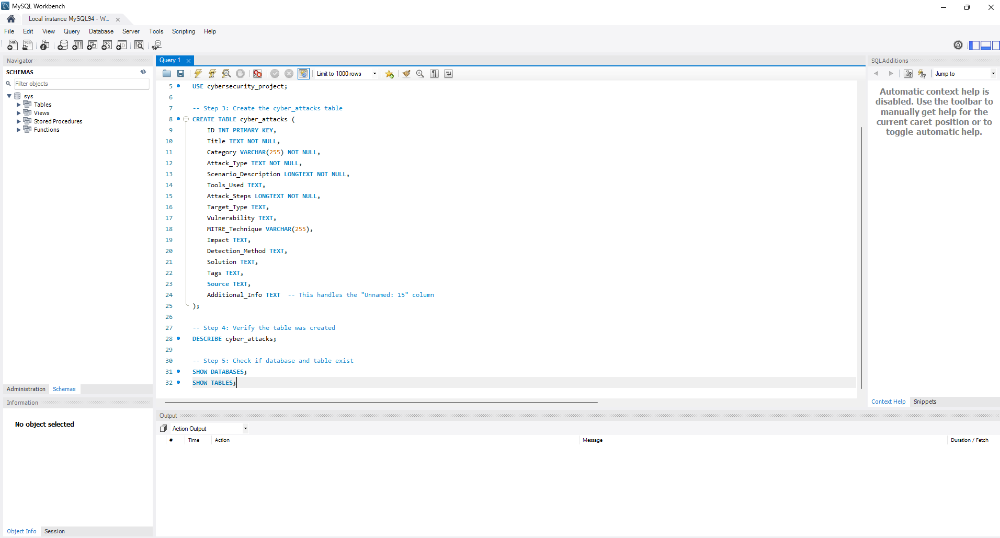 MySQL Workbench
Local instance MySQL94 - W...
File Edit View Query Database Server Tools Scripting Help
Navigator
SCHEMAS
Filter objects
sys
Tables
Views
Stored Procedures
Functions
Administration Schemas
Information
No object selected
Object Info Session
Query 1
Limit to 1000 rows
5 USE cybersecurity_project;
6
7 -- Step 3: Create the cyber_attacks table
8 CREATE TABLE cyber_attacks (
9 ID INT PRIMARY KEY,
10 Title TEXT NOT NULL,
11 Category VARCHAR(255) NOT NULL,
12 Attack_Type TEXT NOT NULL,
13 Scenario_Description LONGTEXT NOT NULL,
14 Tools_Used TEXT,
15 Attack_Steps LONGTEXT NOT NULL,
16 Target_Type TEXT,
17 Vulnerability TEXT,
18 MITRE_Technique VARCHAR(255),
19 Impact TEXT,
20 Detection_Method TEXT,
21 Solution TEXT,
22 Tags TEXT,
23 Source TEXT,
24 Additional_Info TEXT -- This handles the "Unnamed: 15" column
25 );
26
27 -- Step 4: Verify the table was created
28 DESCRIBE cyber_attacks;
29
30 -- Step 5: Check if database and table exist
31 SHOW DATABASES;
32 SHOW TABLES;
SQLAdditions
Jump to
Automatic context help is
disabled. Use the toolbar to
manually get help for the
current caret position or to
toggle automatic help.
Context Help Snippets
Output
Action Output
# Time Action Message Duration / Fetch